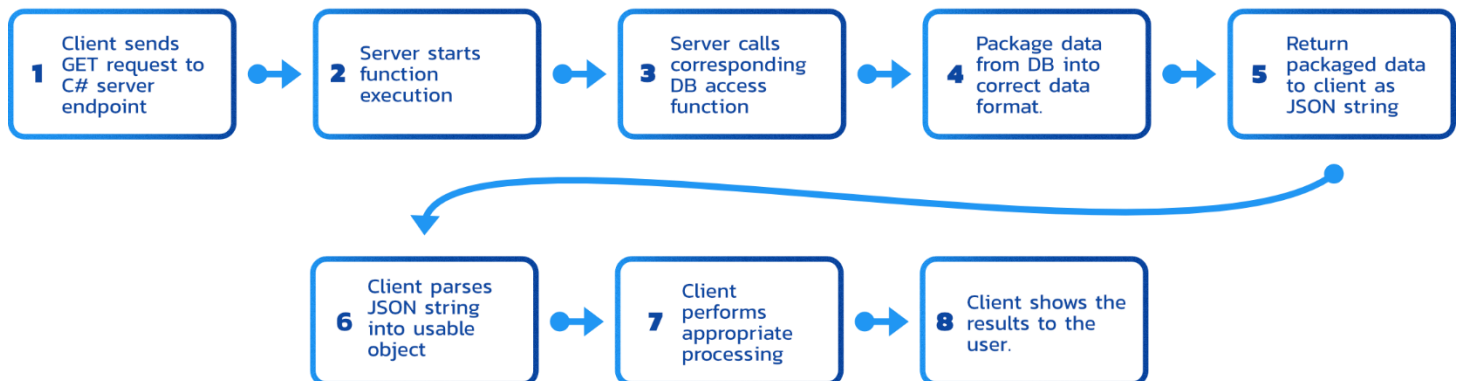 1
Client sends
GET request to
C# server
endpoint
2
Server starts
function
execution
3
Server calls
corresponding
DB access
function
4
Package data
from DB into
correct data
format.
5
Return
packaged data
to client as
JSON string
6
Client parses
JSON string
into usable
object
7
Client
performs
appropriate
processing
8
Client shows the
results to the
user.